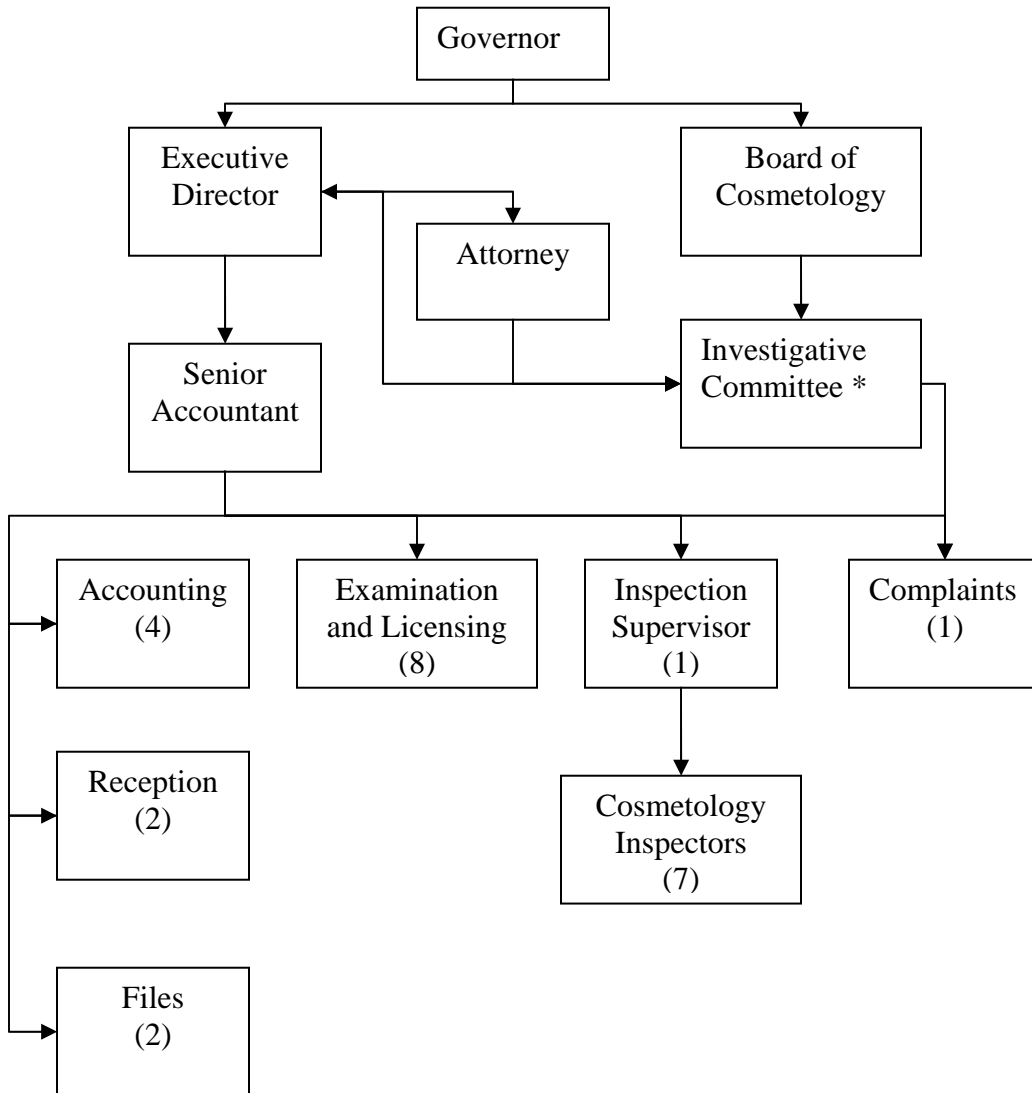 Governor
Executive
Director
Board of
Cosmetology
Attorney
Senior
Accountant
Investigative
Committee *
Accounting
(4)
Examination
and Licensing
(8)
Inspection
Supervisor
(1)
Complaints
(1)
Reception
(2)
Cosmetology
Inspectors
(7)
Files
(2)